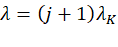 λ = (j + 1)λ_K